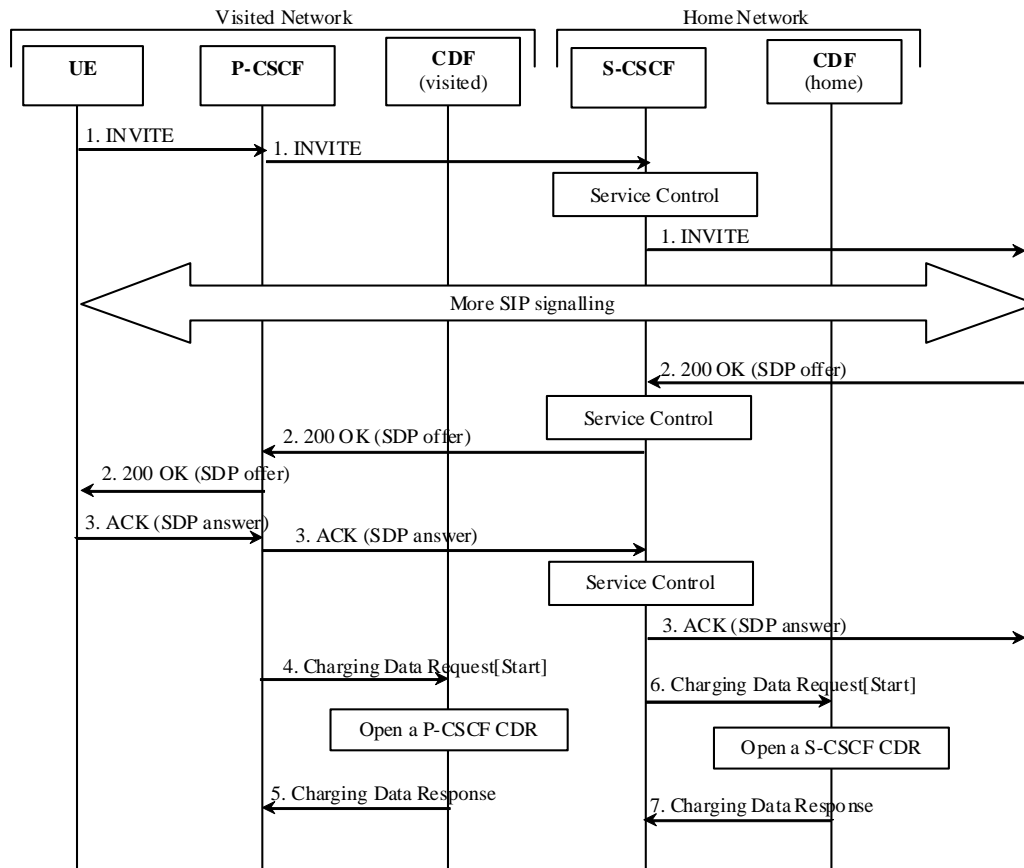 Visited Network
Home Network
UE
P-CSCF
CDF
(visited)
S-CSCF
CDF
(home)
1. INVITE
1. INVITE
Service Control
1. INVITE
More SIP signalling
2. 200 OK (SDP offer)
Service Control
2. 200 OK (SDP offer)
2. 200 OK (SDP offer)
3. ACK (SDP answer)
3. ACK (SDP answer)
Service Control
3. ACK (SDP answer)
4. Charging Data Request[Start]
6. Charging Data Request[Start]
Open a P-CSCF CDR
Open a S-CSCF CDR
5. Charging Data Response
7. Charging Data Response